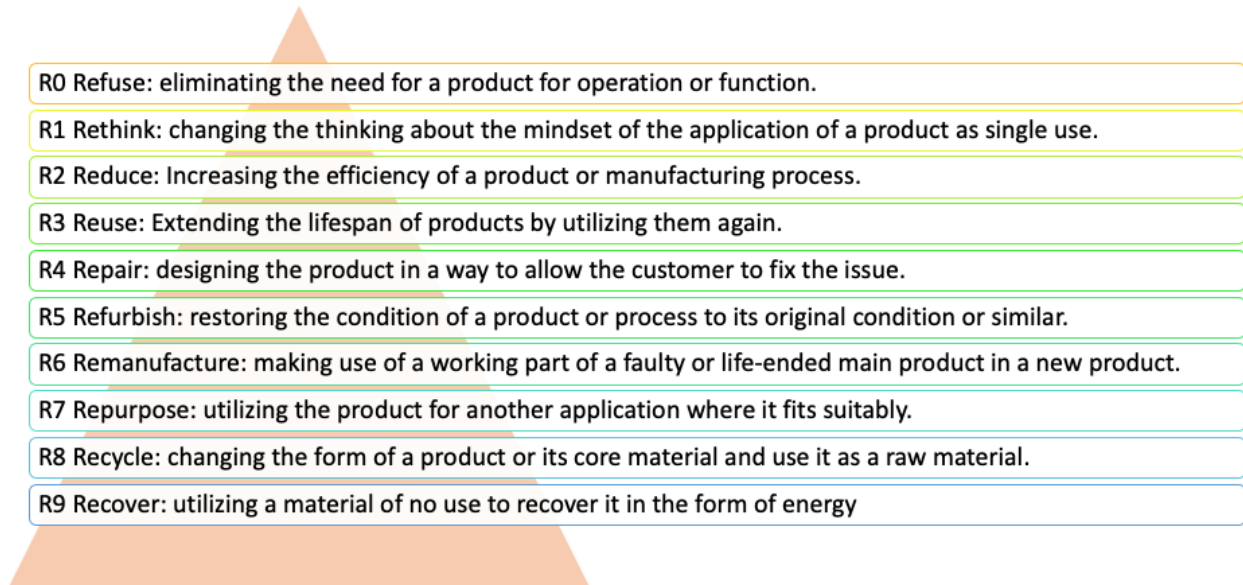 R0 Refuse: eliminating the need for a product for operation or function.
R1 Rethink: changing the thinking about the mindset of the application of a product as single use.
R2 Reduce: Increasing the efficiency of a product or manufacturing process.
R3 Reuse: Extending the lifespan of products by utilizing them again.
R4 Repair: designing the product in a way to allow the customer to fix the issue.
R5 Refurbish: restoring the condition of a product or process to its original condition or similar.
R6 Remanufacture: making use of a working part of a faulty or life-ended main product in a new product.
R7 Repurpose: utilizing the product for another application where it fits suitably.
R8 Recycle: changing the form of a product or its core material and use it as a raw material.
R9 Recover: utilizing a material of no use to recover it in the form of energy